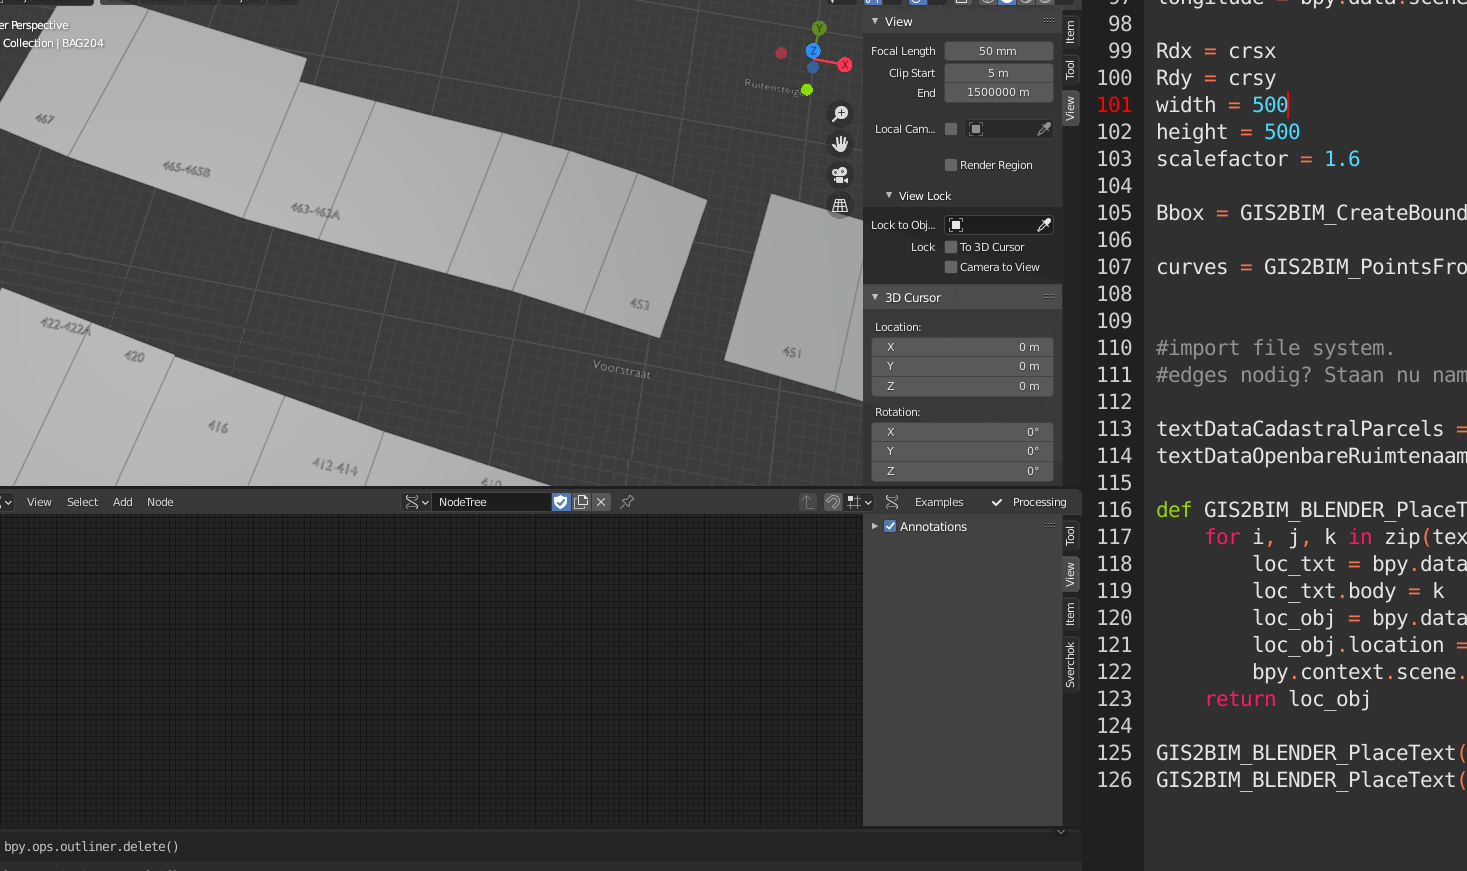 er Perspective
Collection | BAG204
467
465-465B
463-463A
453
451
422-422A
420
416
412-414
410
Voorstraat
Y
Z
X
View
Focal Length 50 mm
Clip Start 5 m
End 1500000 m
Local Cam...
Render Region
View Lock
Lock to Obj...
Lock To 3D Cursor
Camera to View
3D Cursor
Location:
X 0 m
Y 0 m
Z 0 m
Rotation:
X 0°
Y 0°
Z 0°
Item
Tool
View
View Select Add Node
NodeTree
Examples
Processing
Annotations
Tool
View
Item
Sverchok
bpy.ops.outliner.delete()
98
99 Rdx = crsx
100 Rdy = crsy
101 width = 500
102 height = 500
103 scalefactor = 1.6
104
105 Bbox = GIS2BIM_CreateBound
106
107 curves = GIS2BIM_PointsFro
108
109
110 #import file system.
111 #edges nodig? Staan nu nam
112
113 textDataCadastralParcels =
114 textDataOpenbareRuimtenaam
115
116 def GIS2BIM_BLENDER_PlaceT
117 for i, j, k in zip(tex
118 loc_txt = bpy.data
119 loc_txt.body = k
120 loc_obj = bpy.data
121 loc_obj.location =
122 bpy.context.scene.
123 return loc_obj
124
125 GIS2BIM_BLENDER_PlaceText(
126 GIS2BIM_BLENDER_PlaceText(